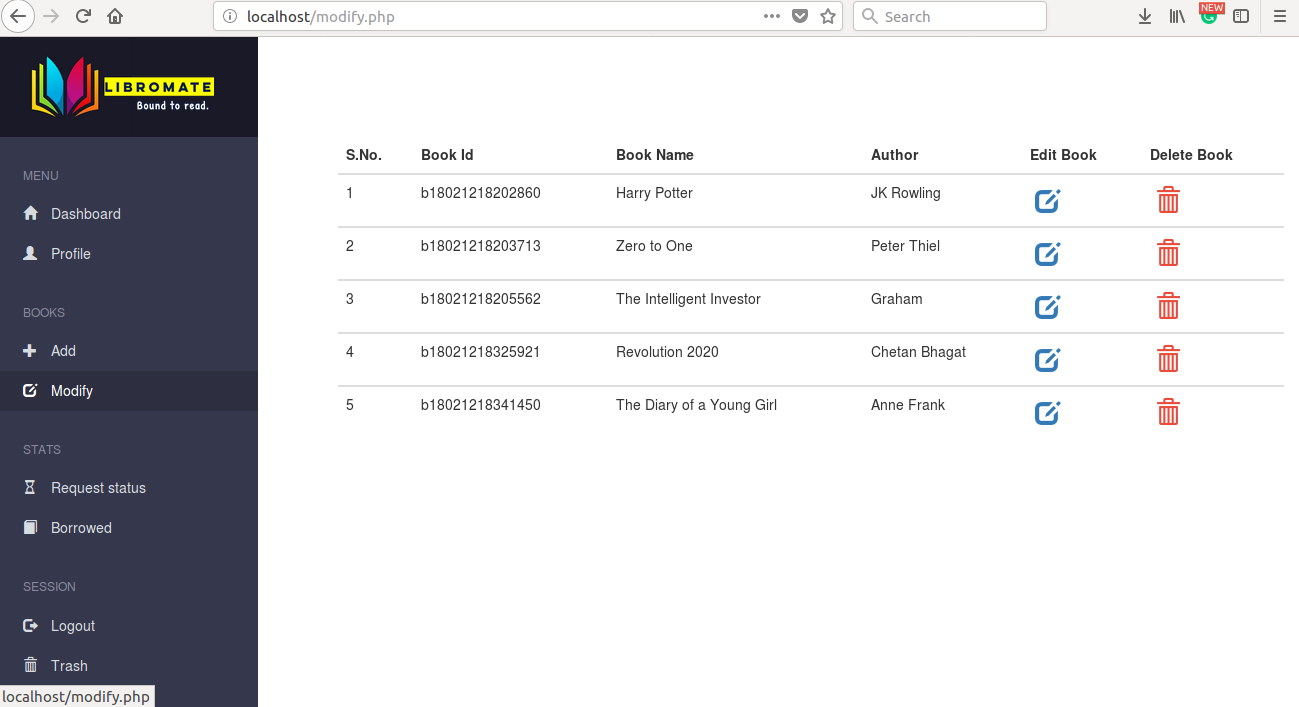 localhost/modify.php
Search
NEW
LIBROMATE
Bound to read.
MENU
Dashboard
Profile
BOOKS
Add
Modify
STATS
Request status
Borrowed
SESSION
Logout
Trash
localhost/modify.php
S.No. Book Id Book Name Author Edit Book Delete Book
1 b18021218202860 Harry Potter JK Rowling
2 b18021218203713 Zero to One Peter Thiel
3 b18021218205562 The Intelligent Investor Graham
4 b18021218325921 Revolution 2020 Chetan Bhagat
5 b18021218341450 The Diary of a Young Girl Anne Frank